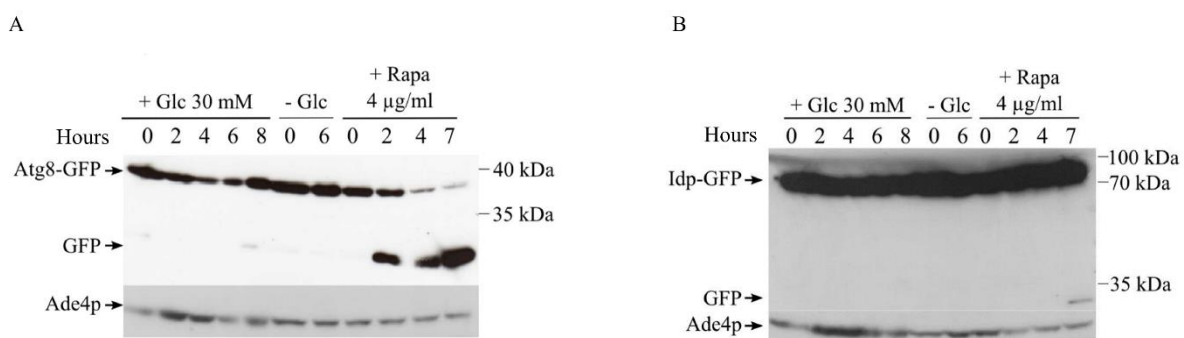 A
+ Rapa
+ Glc 30 mM - Glc 4 µg/ml
Hours 0 2 4 6 8 0 6 0 2 4 7
Atg8-GFP
40 kDa
35 kDa
GFP
Ade4p
B
+ Rapa
+ Glc 30 mM - Glc 4 µg/ml
Hours 0 2 4 6 8 0 6 0 2 4 7
100 kDa
Idp-GFP
70 kDa
35 kDa
GFP
Ade4p